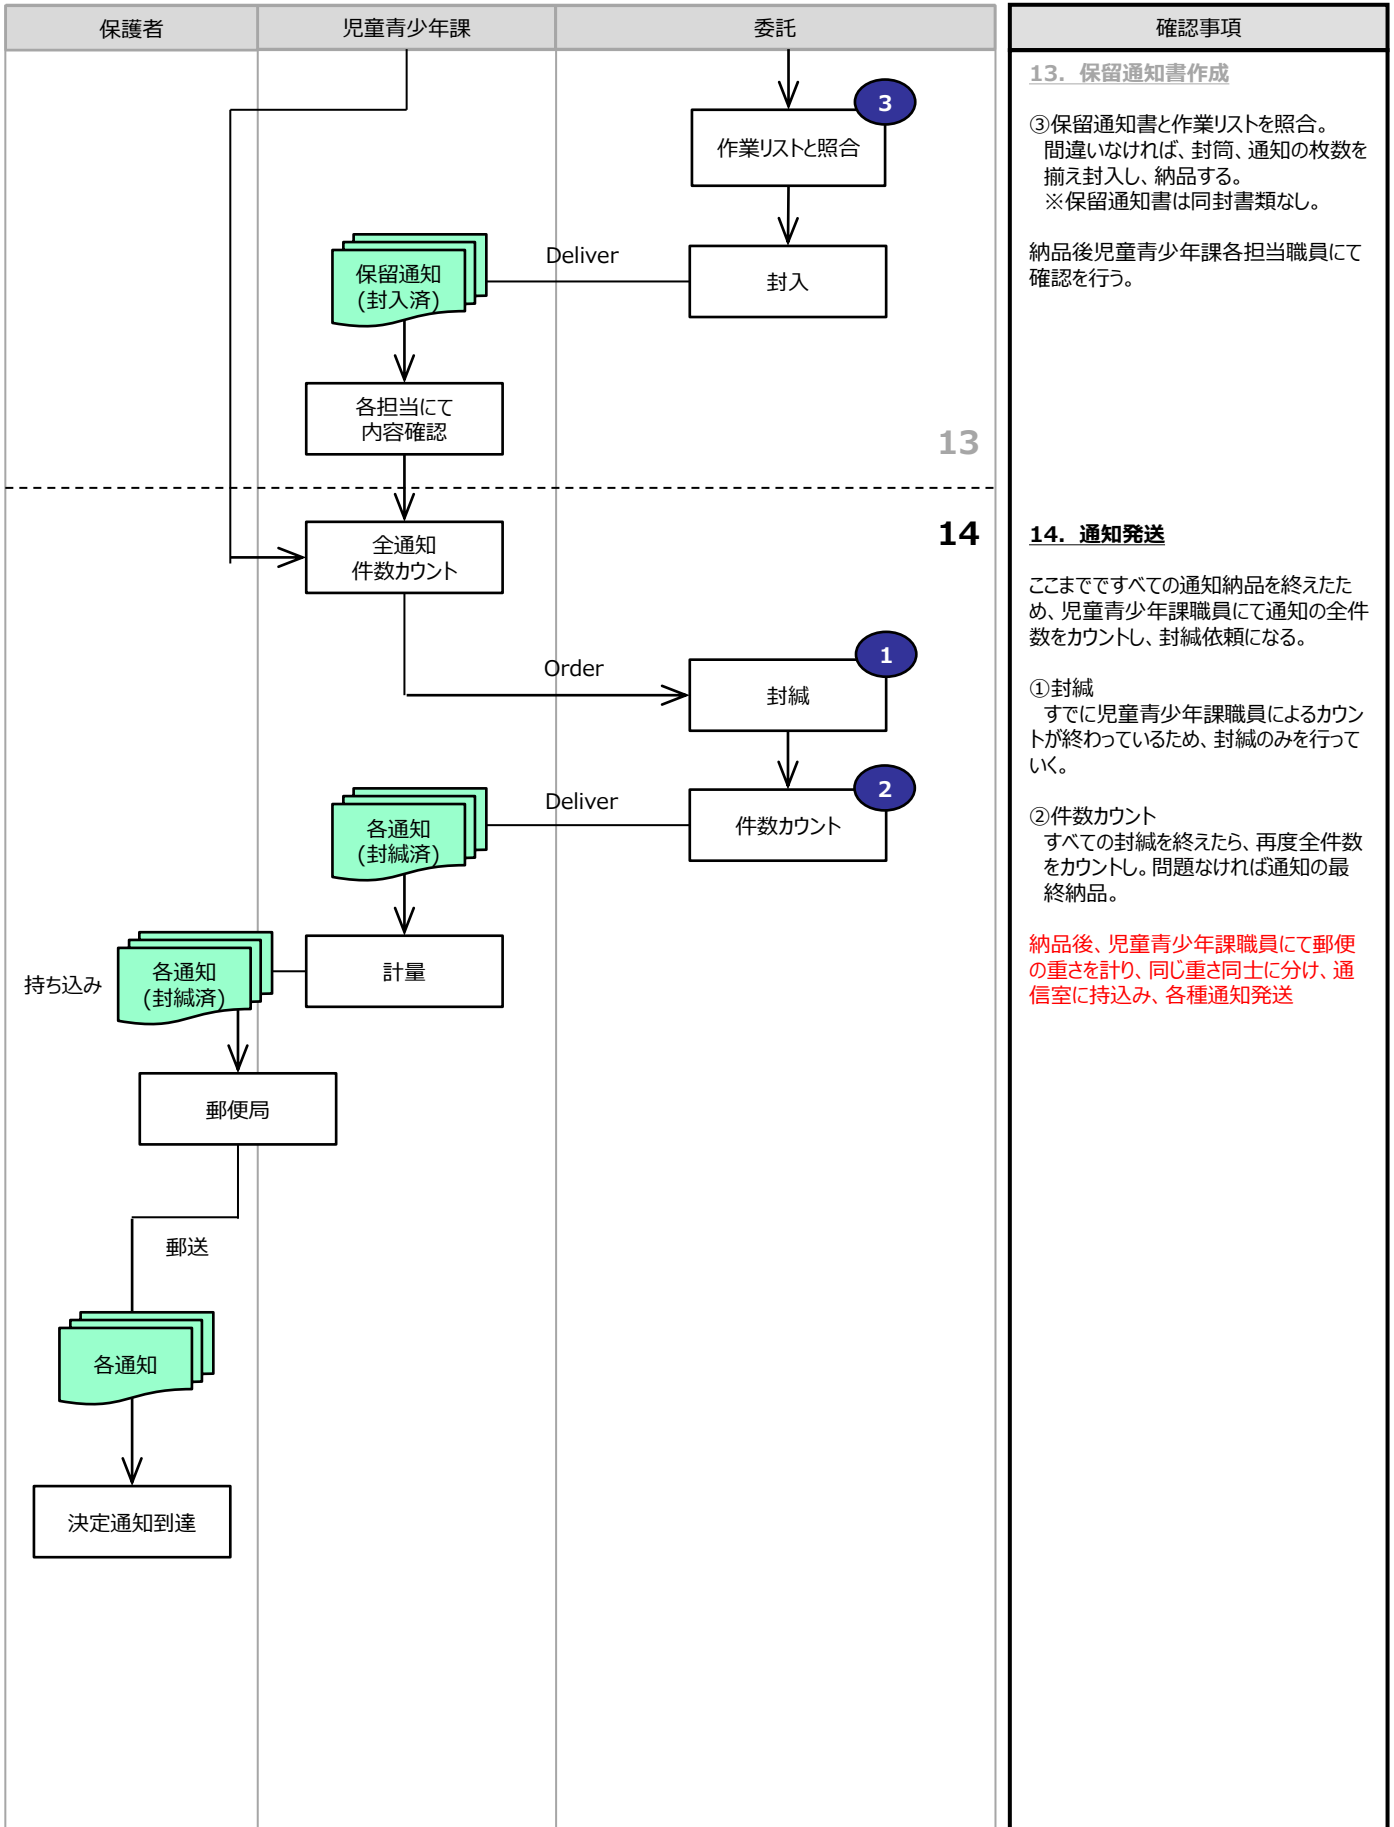 保護者
児童青少年課
委託
確認事項
3
作業リストと照合
封入
Deliver
保留通知
(封入済)
各担当にて
内容確認
13
14
全通知
件数カウント
Order
1
封緘
2
件数カウント
Deliver
各通知
(封緘済)
計量
各通知
(封緘済)
持ち込み
郵便局
郵送
各通知
決定通知到達
13. 保留通知書作成
③保留通知書と作業リストを照合。
間違いなければ、封筒、通知の枚数を
揃え封入し、納品する。
※保留通知書は同封書類なし。
納品後児童青少年課各担当職員にて
確認を行う。
14. 通知発送
ここまでですべての通知納品を終えたた
め、児童青少年課職員にて通知の全件
数をカウントし、封緘依頼になる。
①封緘
すでに児童青少年課職員によるカウン
トが終わっているため、封緘のみを行って
いく。
②件数カウント
すべての封緘を終えたら、再度全件数
をカウントし。問題なければ通知の最
終納品。
納品後、児童青少年課職員にて郵便
の重さを計り、同じ重さ同士に分け、通
信室に持込み、各種通知発送